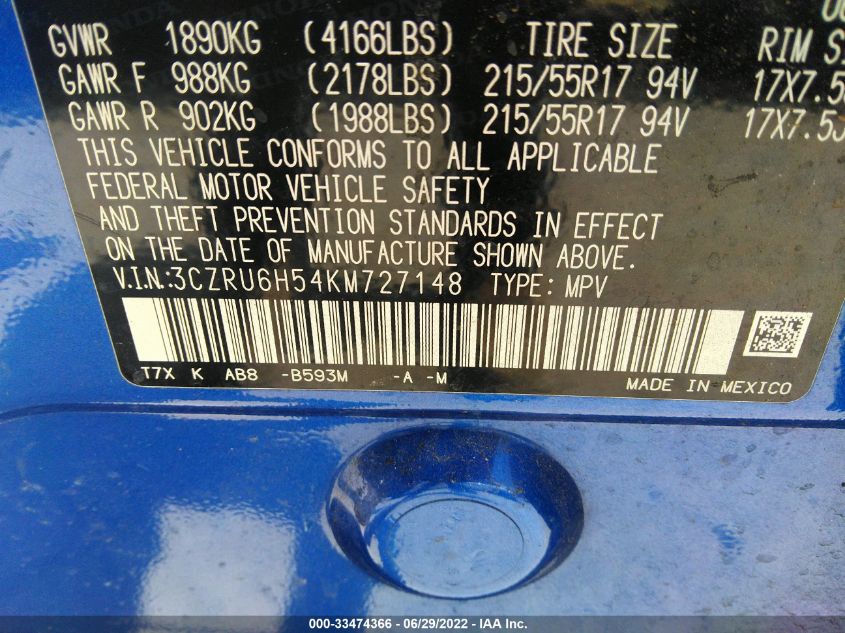 GVWR 1890KG (4166LBS) TIRE SIZE RIM
GAWR F 988KG (2178LBS) 215/55R17 94V
GAWR R 902KG (1988LBS) 215/55R17 94V 17X7.5J
THIS VEHICLE CONFORMS TO ALL APPLICABLE
FEDERAL MOTOR VEHICLE SAFETY
AND THEFT PREVENTION STANDARDS IN EFFECT
ON THE DATE OF MANUFACTURE SHOWN ABOVE.
V.I.N.:3CZRU6H54KM727148 TYPE: MPV
T7X K AB8 -B593M -A -M MADE IN MEXICO
000-33474366 - 06/29/2022 - IAA Inc.